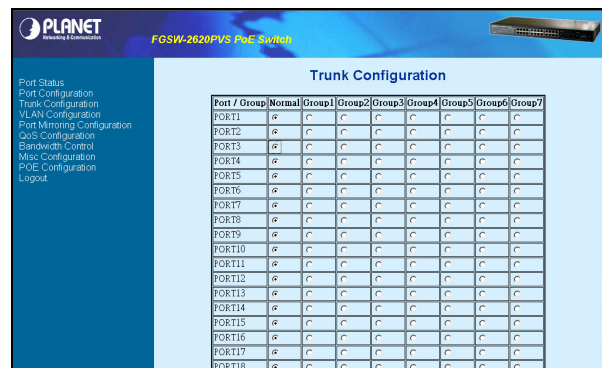 PLANET
Networking & Communication
FGSW-2620PVS PoE Switch
Port Status
Port Configuration
Trunk Configuration
VLAN Configuration
Port Mirroring Configuration
QoS Configuration
Bandwidth Control
Misc Configuration
POE Configuration
Logout
Trunk Configuration
Port / Group Normal Group1 Group2 Group3 Group4 Group5 Group6 Group7
PORT1
PORT2
PORT3
PORT4
PORT5
PORT6
PORT7
PORT8
PORT9
PORT10
PORT11
PORT12
PORT13
PORT14
PORT15
PORT16
PORT17
PORT18